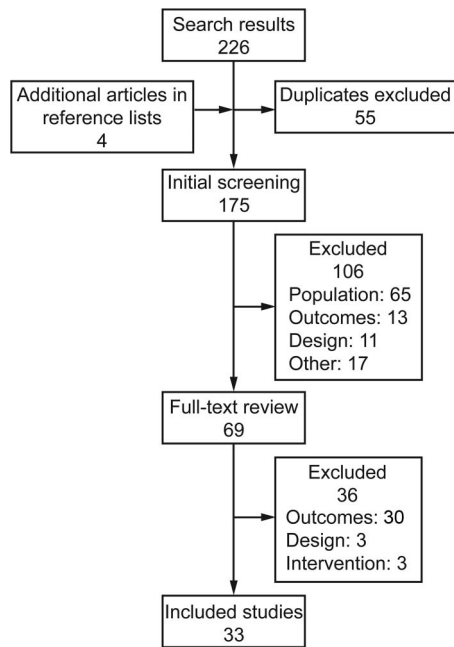 Search results
226
Additional articles in
reference lists
4
Duplicates excluded
55
Initial screening
175
Excluded
106
Population: 65
Outcomes: 13
Design: 11
Other: 17
Full-text review
69
Excluded
36
Outcomes: 30
Design: 3
Intervention: 3
Included studies
33